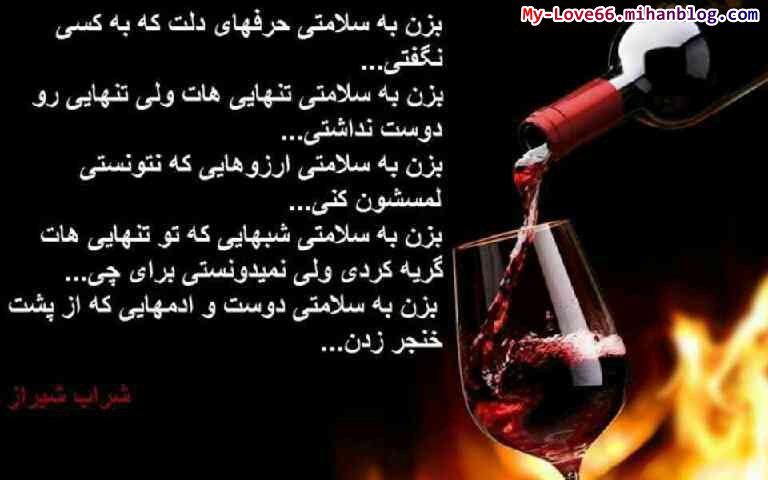 My-Love66.mihanblog.com
بزن به سلامتی حرفهای دلت که به کسی
نگفتی...
بزن به سلامتی تنهایی هات ولی تنهایی رو
دوست نداشتی...
بزن به سلامتی ارزوهایی که نتونستی
لمسشون کنی...
بزن به سلامتی شبهایی که تو تنهایی هات
گریه کردی ولی نمیدونستی برای چی...
بزن به سلامتی دوست و ادمهایی که از پشت
خنجر زدن...
شراب شیراز